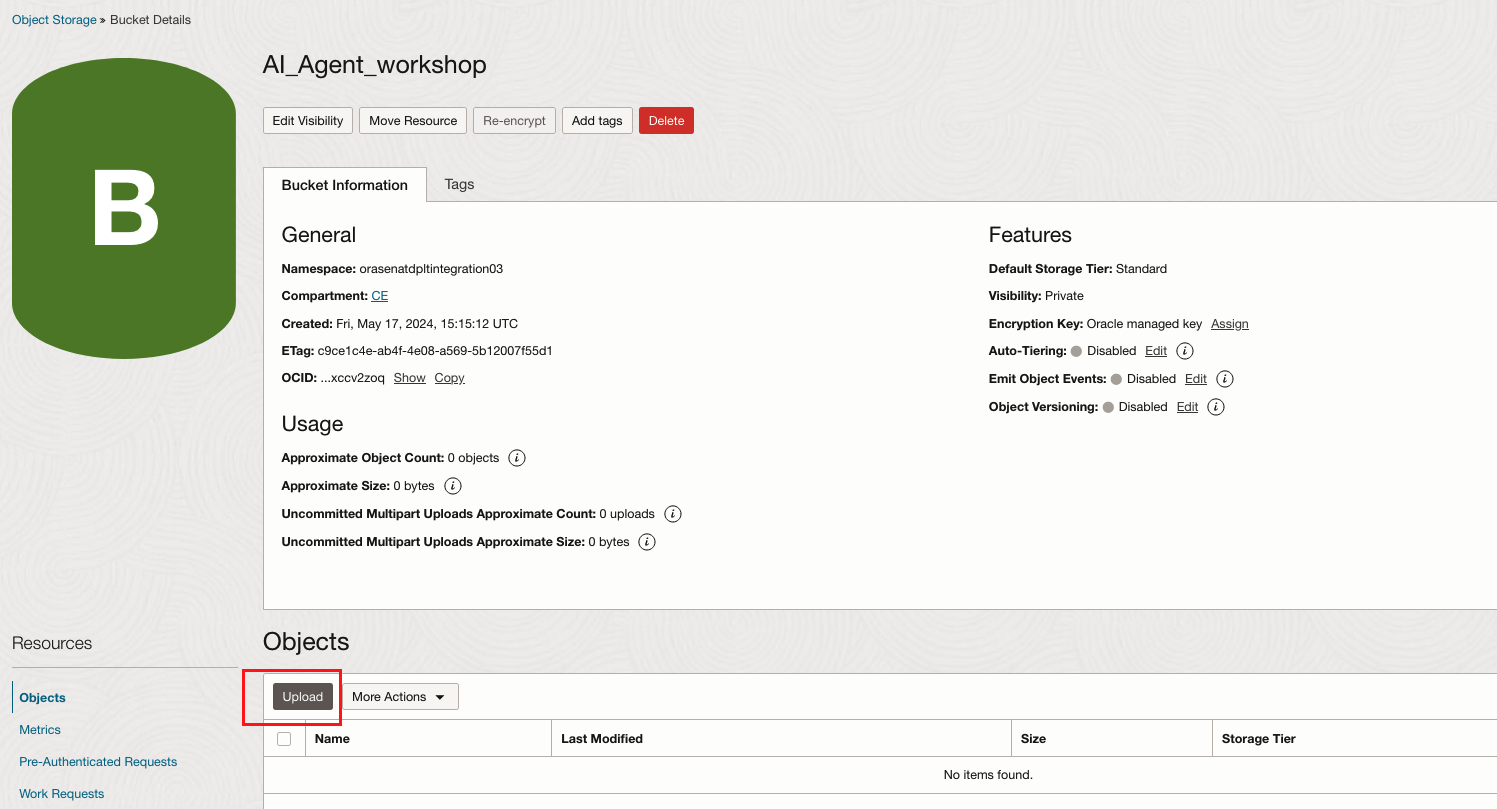 Object Storage » Bucket Details
B
AI_Agent_workshop
Edit Visibility Move Resource Re-encrypt Add tags Delete
Bucket Information Tags
General
Namespace: orasenatdpltintegration03
Compartment: CE
Created: Fri, May 17, 2024, 15:15:12 UTC
ETag: c9ce1c4e-ab4f-4e08-a569-5b12007f55d1
OCID: ...xccv2zoq Show Copy
Usage
Approximate Object Count: 0 objects i
Approximate Size: 0 bytes i
Uncommitted Multipart Uploads Approximate Count: 0 uploads i
Uncommitted Multipart Uploads Approximate Size: 0 bytes i
Features
Default Storage Tier: Standard
Visibility: Private
Encryption Key: Oracle managed key Assign
Auto-Tiering: Disabled Edit i
Emit Object Events: Disabled Edit i
Object Versioning: Disabled Edit i
Resources
Objects
Metrics
Pre-Authenticated Requests
Work Requests
Objects
Upload More Actions
Name Last Modified Size Storage Tier
No items found.